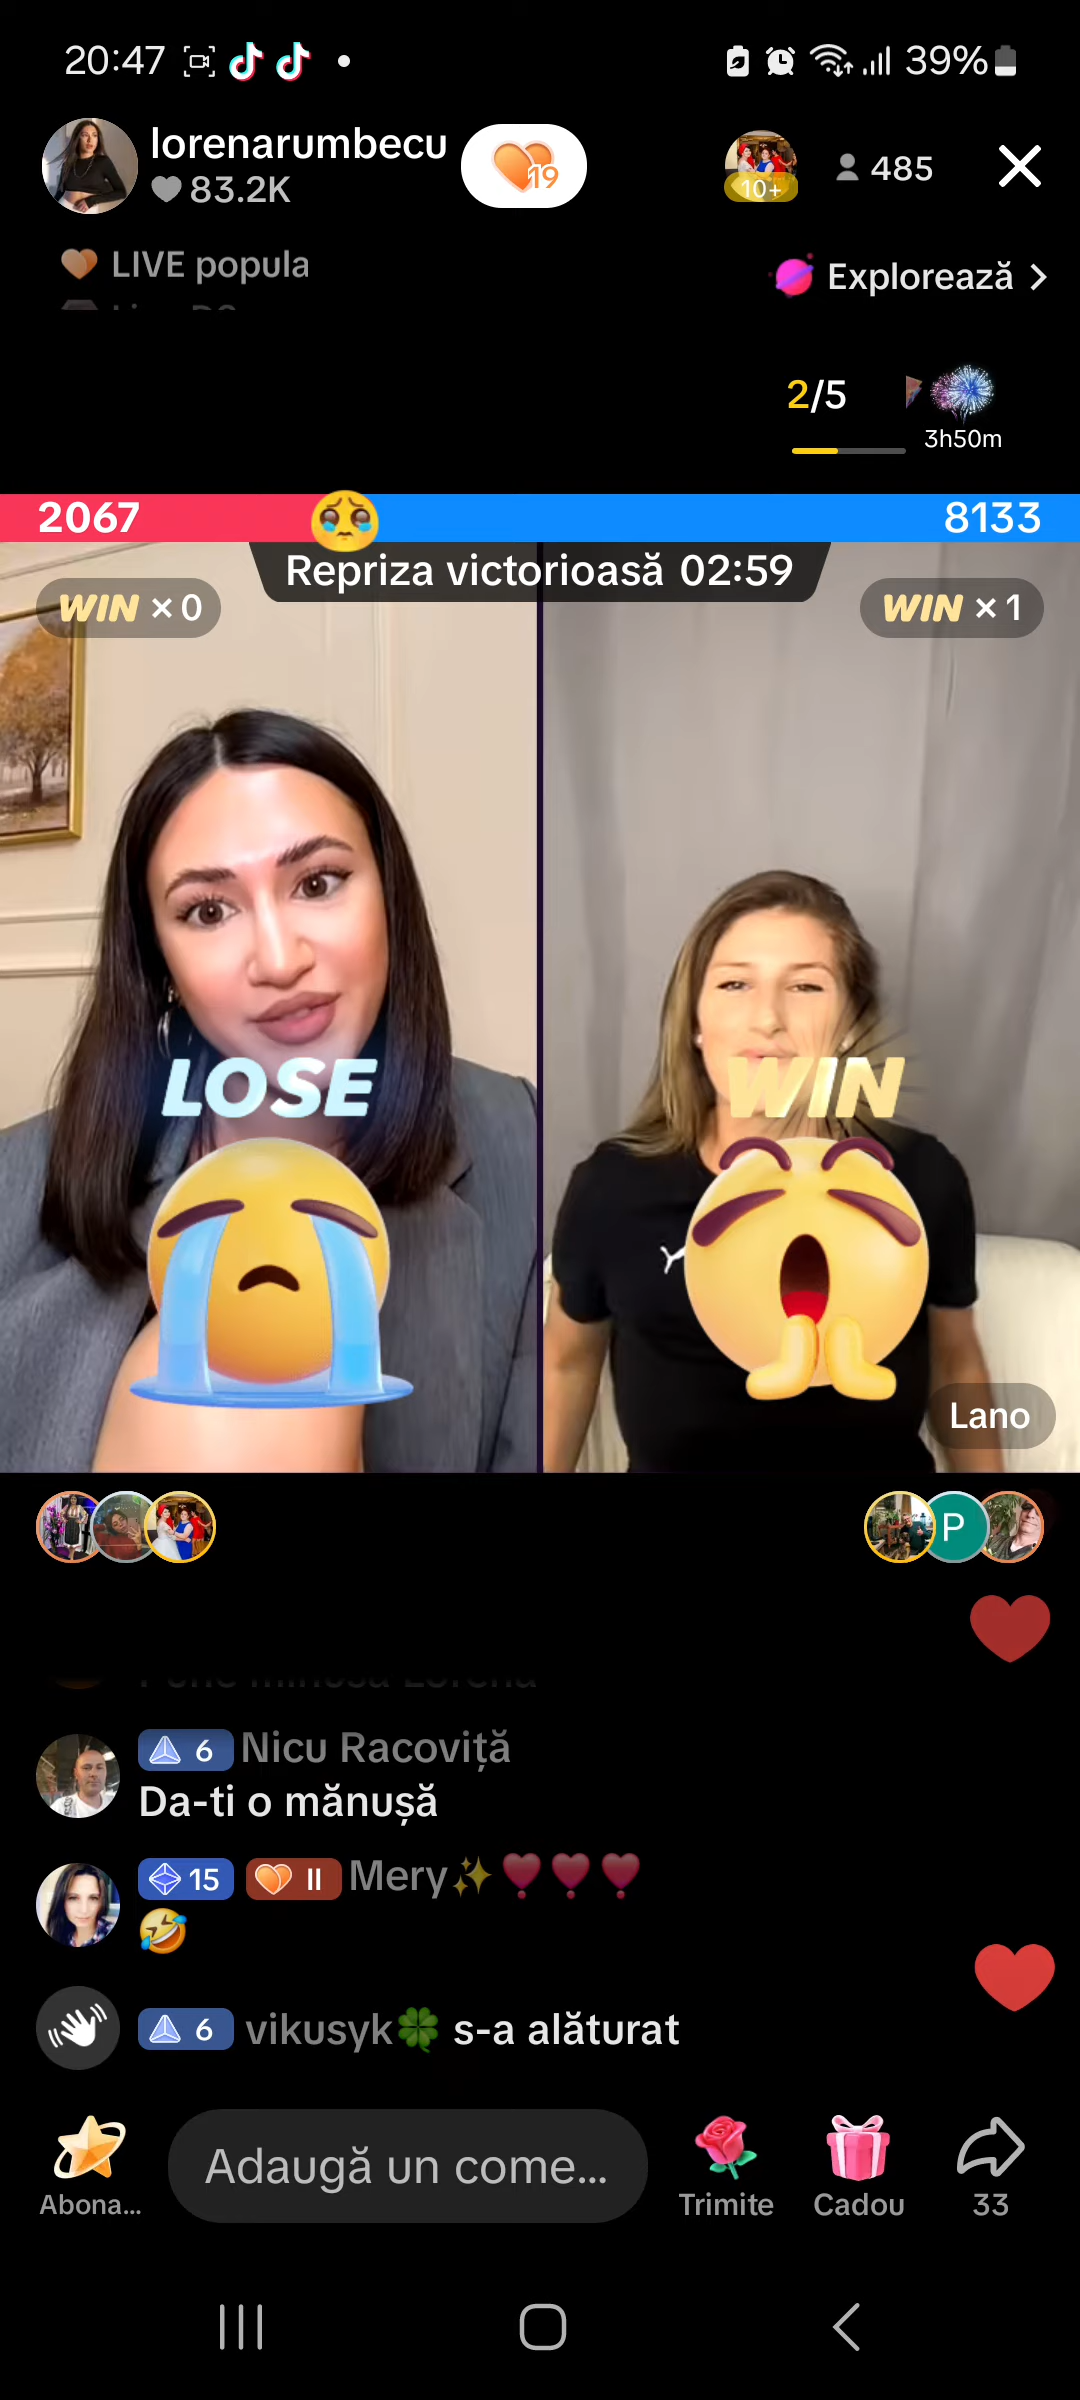 20:47
39%
lorenarumbecu
83.2K
19
10+
485
LIVE popula
Explorează
2/5
3h50m
2067
8133
Repriza victorioasă 02:59
WIN × 0
WIN × 1
LOSE
WIN
Lano
P
6 Nicu Racoviță
Da-ti o mănușă
15 II Mery✨❣❣❣
🤣
6 vikusyk🍀 s-a alăturat
Adaugă un come...
Abona...
Trimite
Cadou
33